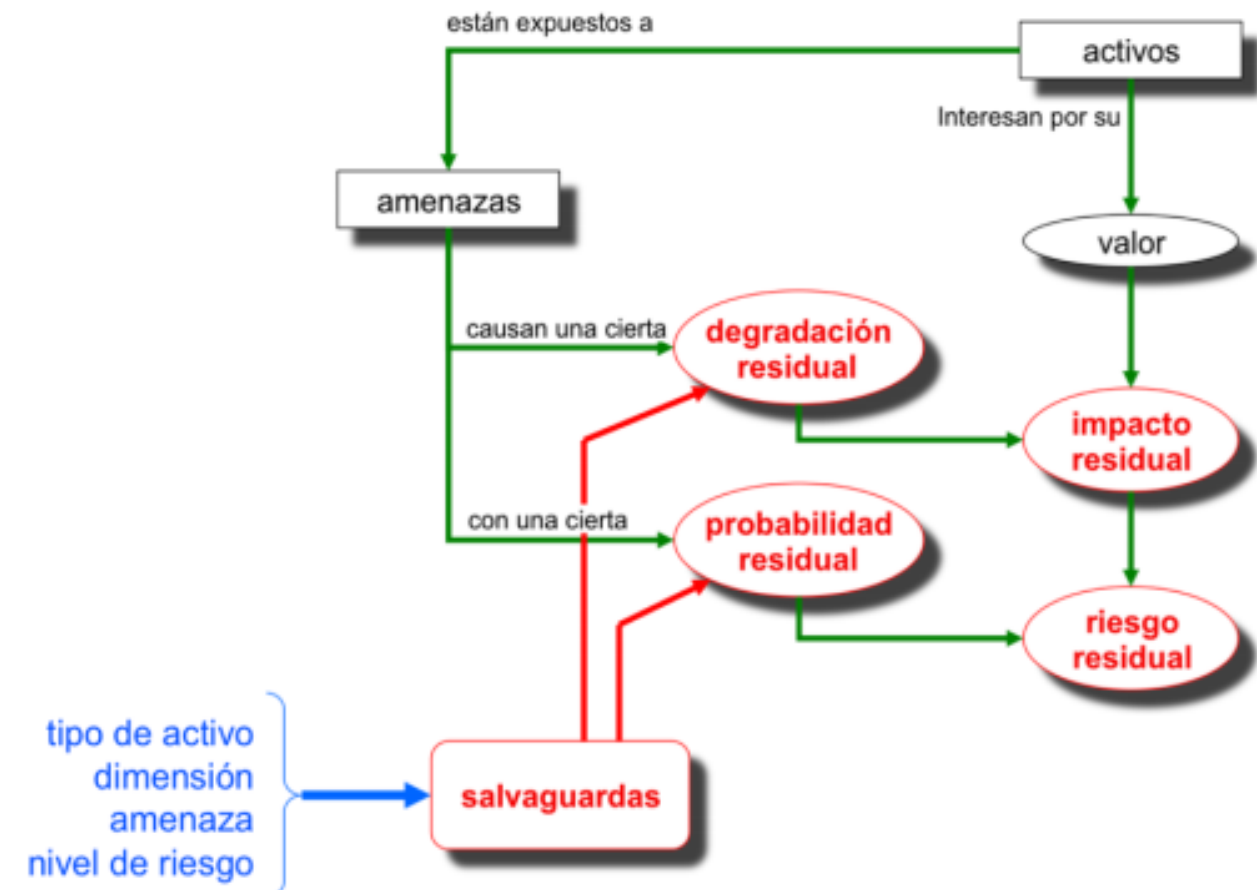 están expuestos a
activos
Interesan por su
amenazas
valor
causan una cierta
degradación
residual
impacto
residual
con una cierta
probabilidad
residual
riesgo
residual
tipo de activo
dimensión
amenaza
nivel de riesgo
salvaguardas